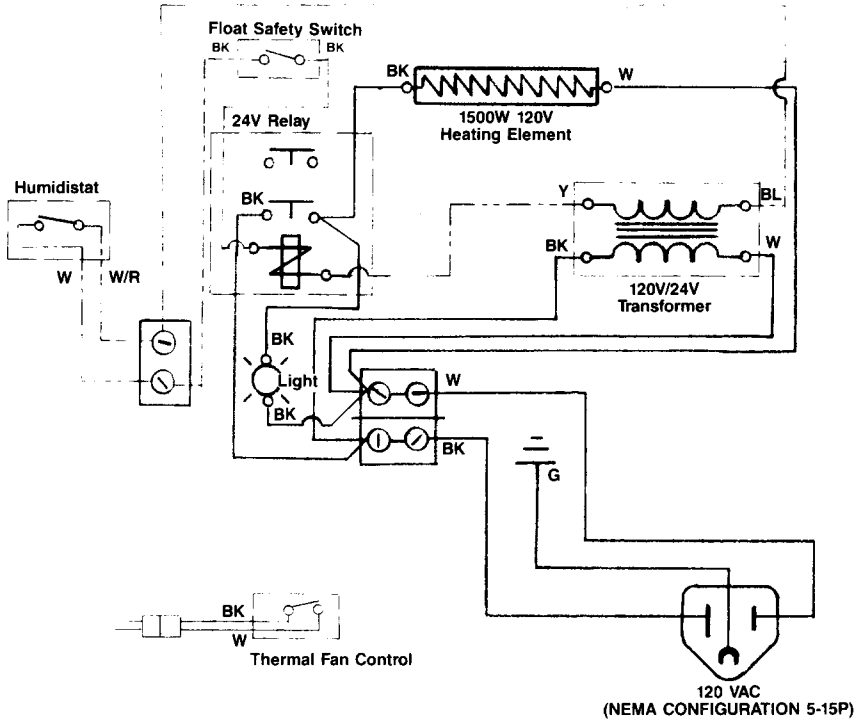 Float Safety Switch
BK
BK
BK
W
1500W 120V
Heating Element
24V Relay
Humidistat
BK
Y
BL
BK
W
W
W/R
120V/24V
Transformer
BK
Light
W
BK
BK
G
BK
W
Thermal Fan Control
120 VAC
(NEMA CONFIGURATION 5-15P)